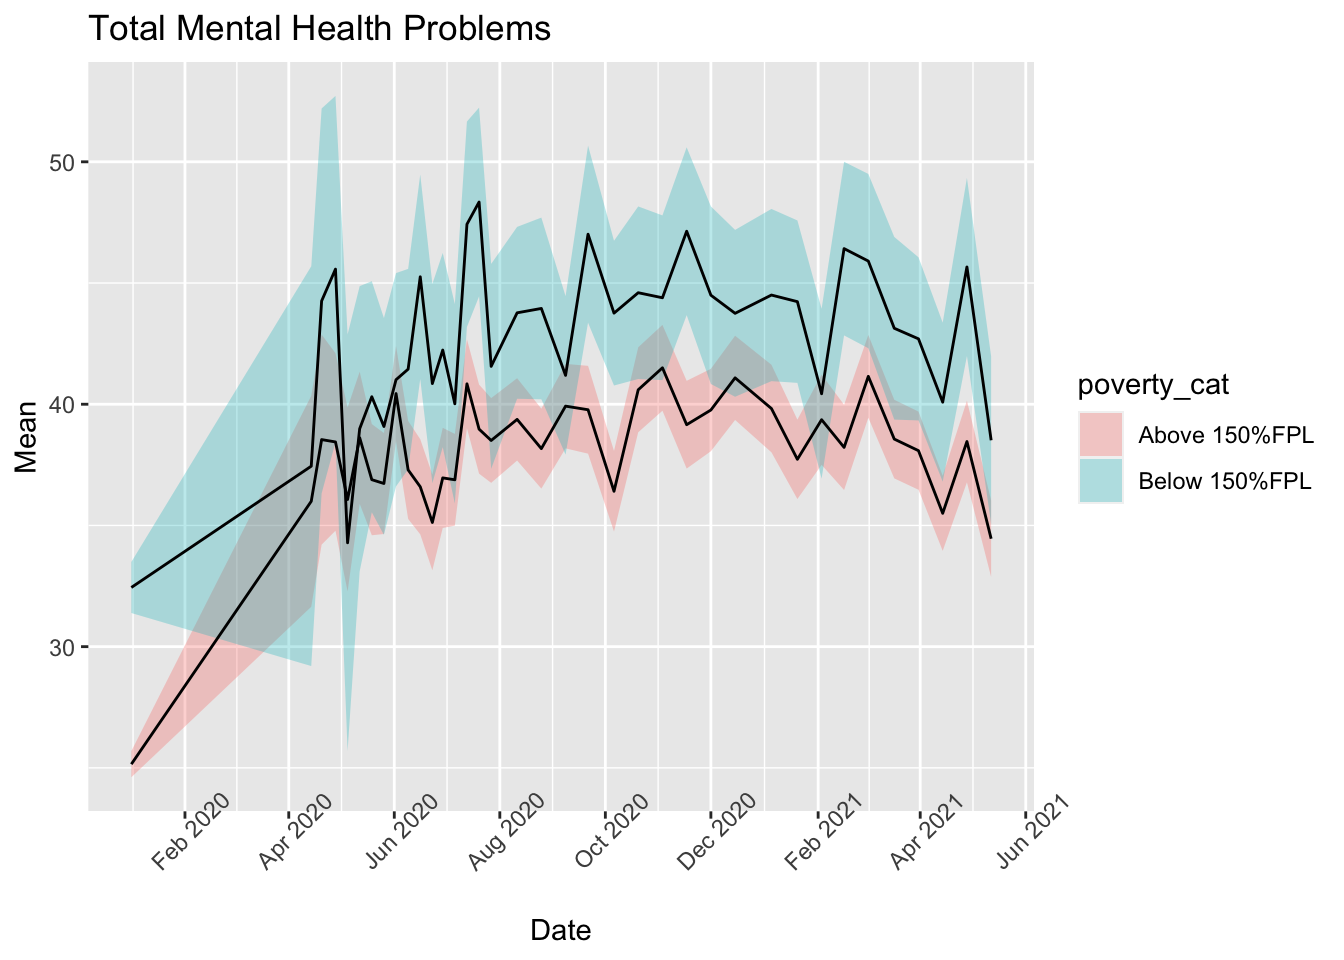 Total Mental Health Problems
Mean
50
40
30
Feb 2020
Apr 2020
Jun 2020
Aug 2020
Oct 2020
Dec 2020
Feb 2021
Apr 2021
Jun 2021
Date
poverty_cat
Above 150%FPL
Below 150%FPL